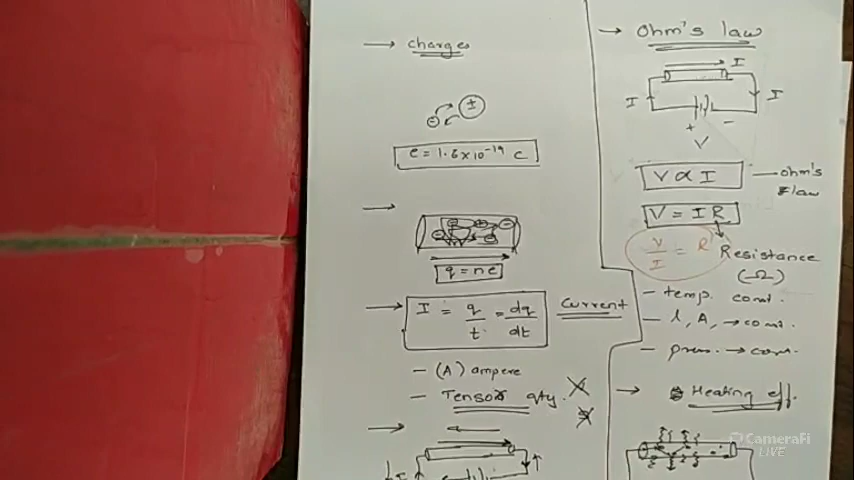 → charges
e = 1.6×10⁻¹⁹ C
→
q = ne
→ I = q/t = dq/dt Current
- (A) ampere
- Tensor qty.
→
I
→ Ohm's law
I
I I
+ -
V
V ∝ I — ohm's law
V = IR
V/I = R
Resistance
(Ω)
- temp. const.
- l, A, → const.
- pres. → const.
→ Heating eff.
CameraFi
LIVE